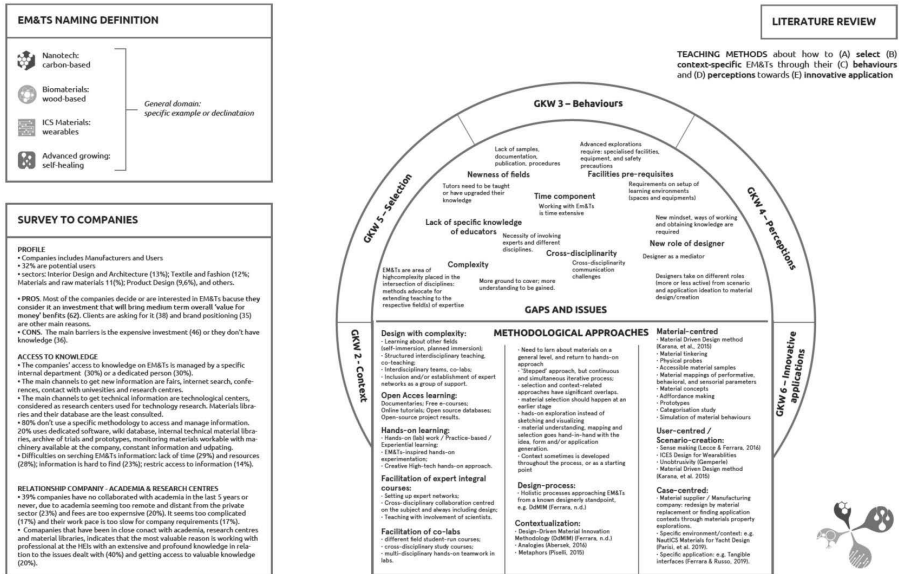 EM&TS NAMING DEFINITION
Nanotech:
carbon-based
Biomaterials:
wood-based
ICS Materials:
wearables
Advanced growing:
self-healing
General domain:
specific example or declinataion
SURVEY TO COMPANIES
PROFILE
• Companies includes Manufacturers and Users
• 32% are potential users
• sectors: Interior Design and Architecture (13%); Textile and Fashion (12%;
Materials and raw materials 11(%); Product Design (9,6%), and others.
• PROS. Most of the companies decide or are interested in EM&TS bacuse they
consider it an investment that will bring medium term overall 'value for
money' benfits (62). Clients are asking for it (38) and brand positioning (35)
are other main reasons.
• CONS. The main barriers is the expensive investment (46) or they don't have
knowledge (36).
ACCESS TO KNOWLEDGE
• The companies' access to knowledge on EM&TS is managed by a specific
internal department (30%) or a dedicated person (30%).
• The main channels to get new information are fairs, internet search, confe-
rences, contact with univesities and research centres.
• The main channels to get technical information are technological centers,
considered as research centres used for technology research. Materials libra-
ries and their database are the least consulted.
• 80% don't use a specific methodology to access and manage information.
20% uses dedicated software, wiki database, internal technical material libra-
ries, archive of trials and prototypes, monitoring materials workable with ma-
chinery available at the company, constant information and udpating.
• Difficulties on serching EM&TS information: lack of time (29%) and resources
(28%); information is hard to find (23%); restric access to information (14%).
RELATIONSHIP COMPANIY - ACADEMIA & RESEARCH CENTRES
• 39% companies have no collaborated with academia in the last 5 years or
never, due to academia seeming too remote and distant from the private
sector (23%) and fees are too expensive (20%). It seems too complicated
(17%) and their work pace is too slow for company requirements (17%).
• Companies that have been in close conact with academia, research centres
and material libraries, indicates that the most valuable reason is working with
professional at the HEIs with an extensive and profound knowledge in rela-
tion to the issues dealt with (40%) and getting access to valuable knowledge
(20%).
LITERATURE REVIEW
TEACHING METHODS about how to (A) select (B)
context-specific EM&Ts through their (C) behaviours
and (D) perceptions towards (E) innovative application
GKW 3 – Behaviours
GKW 5 – Selection
GKW 4 – Perceptions
GKW 2 - Context
GKW 6 – Innovative
applications
Lack of samples,
documentation,
publication, procedures
Newness of fields
Advanced explorations
require: specialised facilities,
equipment, and safety
precautions
Facilities pre-requisites
Tutors need to be taught
or have upgraded their
knowledge
Lack of specific knowledge
of educators
Time component
Working with Em&Ts
is time extensive
Requirements on setup of
learning environments
(spaces and equipments)
Necessity of involving
experts and different
disciplines.
Cross-disciplinarity
Cross-disciplinarity
communication
challenges
New mindset, ways of working
and obtaining knowledge are
required
New role of designer
Designer as a mediator
Designers take on different roles
(more or less active) from scenario
and application ideation to material
design/creation
Complexity
EM&Ts are area of
highcomplexity placed in the
intersection of disciplines:
methods advocate for
extending teaching to the
respective field(s) of expertise
More ground to cover; more
understanding to be gained.
GAPS AND ISSUES
METHODOLOGICAL APPROACHES
Design with complexity:
- Learning about other fields
(self-immersion, planned immersion);
- Structured interdisciplinary teaching,
co-teaching;
- Interdisciplinary teams, co-labs;
- Inclusion and/or establishment of expert
networks as a group of support.
Open Acces learning:
Documentaries; Free e-courses;
Online tutorials; Open source databases;
Open-source project results.
Hands-on learning:
- Hands-on (lab) work / Practice-based /
Experiential learning;
- EM&TS-inspired hands-on
experimentation;
- Creative High-tech hands-on approach.
Facilitation of expert integral
courses:
- Setting up expert networks;
- Cross-disciplinary collaboration centred
on the subject and always including design;
- Teaching with involvement of scientists.
Facilitation of co-labs
- different field student-run courses;
- cross-disciplinary study courses;
- multi-disciplinary hands-on teamwork in
labs.
- Need to larn about materials on a
general level, and return to hands-on
approach
- "Stepped" approach, but continuous
and simultaneous iterative process;
- selection and context-related
approaches have significant overlaps.
- material selection should happen at an
earlier stage
- hads-on exploration instead of
sketching and visualizing
- material understanding, mapping and
selection goes hand-in-hand with the
idea, form and/or application
generation.
- Context sometimes is developed
throughout the process, or as a starting
point
Design-process:
- Holistic processes approaching EM&TS
from a known designerly standpoint,
e.g. DdMIM (Ferrara, n.d.)
Contextualization:
- Design-Driven Material Innovation
Methodology (DdMIM) (Ferrara, n.d.)
- Analogies (Abersek, 2016)
- Metaphors (Piselli, 2015)
Material-centred
- Material Driven Design method
(Karana, et al., 2015)
- Material tinkering
- Physical probes
- Accessible material samples
- Material mappings of performative,
behavioral, and sensorial parameters
- Material concepts
- Adffordance making
- Prototypes
- Categorisation study
- Simulation of material behaviours
User-centred /
Scenario-creation:
- Sense making (Lecce & Ferrara, 2016)
- ICES Design for Wearablities
- Unobtrusivity (Gemperle)
- Material Driven Design method
(Karana, et al. 2015)
Case-centred:
- Material supplier / Manufacturing
company: redesign by material
replacement or finding application
contexts through materials property
explorations.
- Specific environment/context: e.g.
NautICS Materials for Yacht Design
(Parisi, et al. 2019).
- Specific application: e.g. Tangible
interfaces (Ferrara & Russo, 2019).